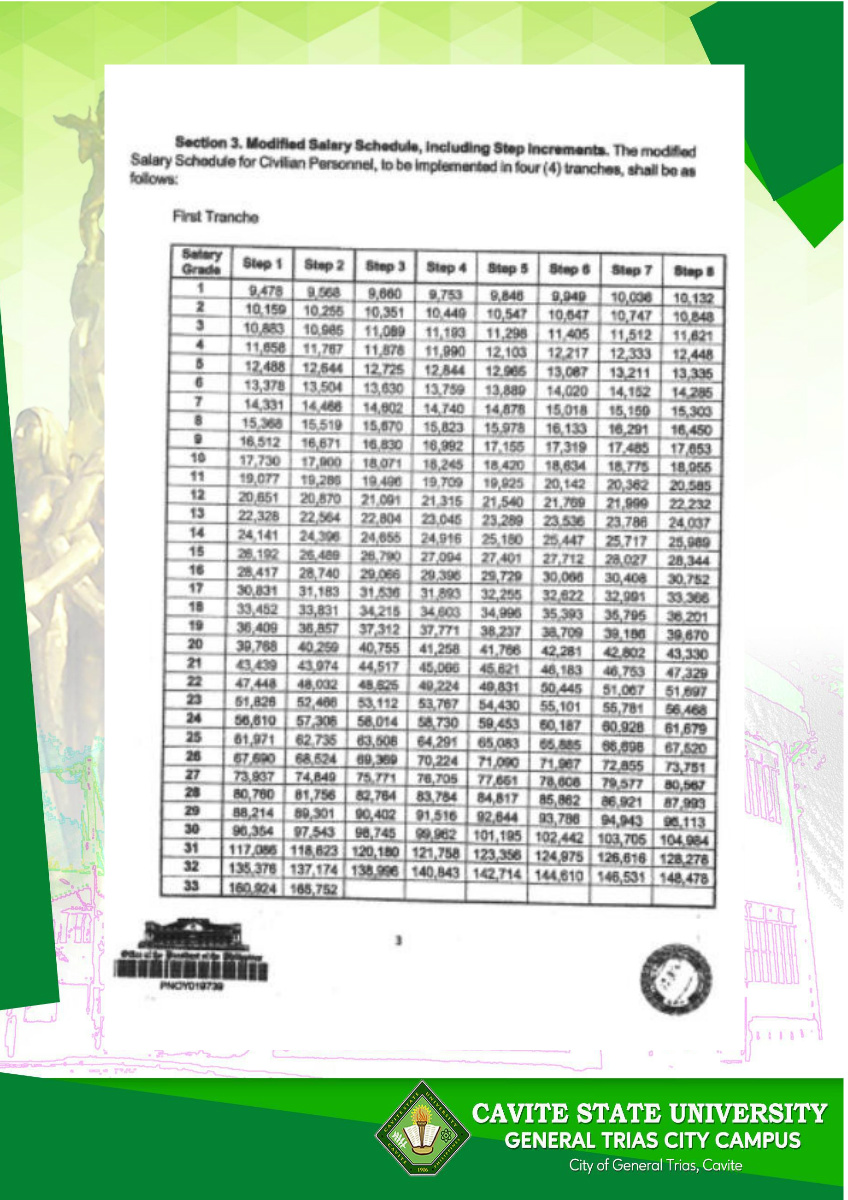 Section 3. Modified Salary Schedule, Including Step Increments. The modified
Salary Schedule for Civilian Personnel, to be implemented in four (4) tranches, shall be as
follows:
First Tranche
Salary Grade Step 1 Step 2 Step 3 Step 4 Step 5 Step 6 Step 7 Step 8
1 9,478 9,568 9,660 9,753 9,846 9,949 10,036 10,132
2 10,159 10,255 10,351 10,449 10,547 10,647 10,747 10,848
3 10,883 10,985 11,089 11,193 11,298 11,405 11,512 11,621
4 11,658 11,767 11,878 11,990 12,103 12,217 12,333 12,448
5 12,488 12,644 12,725 12,844 12,965 13,087 13,211 13,335
6 13,378 13,504 13,630 13,759 13,889 14,020 14,152 14,285
7 14,331 14,466 14,602 14,740 14,878 15,018 15,159 15,303
8 15,368 15,519 15,670 15,823 15,978 16,133 16,291 16,450
9 16,512 16,671 16,830 16,992 17,155 17,319 17,485 17,653
10 17,730 17,900 18,071 18,245 18,420 18,634 18,775 18,955
11 19,077 19,286 19,496 19,709 19,925 20,142 20,362 20,585
12 20,651 20,870 21,091 21,315 21,540 21,769 21,999 22,232
13 22,328 22,564 22,804 23,045 23,289 23,536 23,786 24,037
14 24,141 24,396 24,655 24,916 25,180 25,447 25,717 25,989
15 26,192 26,489 26,790 27,094 27,401 27,712 28,027 28,344
16 28,417 28,740 29,066 29,396 29,729 30,066 30,408 30,752
17 30,831 31,183 31,536 31,893 32,255 32,622 32,991 33,366
18 33,452 33,831 34,215 34,603 34,996 35,393 35,795 36,201
19 36,409 36,857 37,312 37,771 38,237 38,709 39,186 39,670
20 39,768 40,259 40,755 41,258 41,766 42,281 42,802 43,330
21 43,439 43,974 44,517 45,066 45,621 46,183 46,753 47,329
22 47,448 48,032 48,625 49,224 49,831 50,445 51,067 51,697
23 51,826 52,466 53,112 53,767 54,430 55,101 55,781 56,468
24 56,610 57,308 58,014 58,730 59,453 60,187 60,928 61,679
25 61,971 62,735 63,508 64,291 65,083 65,885 66,698 67,520
26 67,690 68,524 69,369 70,224 71,090 71,967 72,855 73,751
27 73,937 74,849 75,771 76,705 77,651 78,608 79,577 80,567
28 80,760 81,756 82,764 83,784 84,817 85,862 86,921 87,993
29 88,214 89,301 90,402 91,516 92,644 93,786 94,943 96,113
30 96,354 97,543 98,745 99,962 101,195 102,442 103,705 104,984
31 117,086 118,623 120,180 121,758 123,356 124,975 126,616 128,278
32 135,376 137,174 138,996 140,843 142,714 144,610 146,531 148,478
33 160,924 165,752
3
Office of the President of the Philippines
PNOY019739
CAVITE STATE UNIVERSITY
1906
CAVITE STATE UNIVERSITY
GENERAL TRIAS CITY CAMPUS
City of General Trias, Cavite